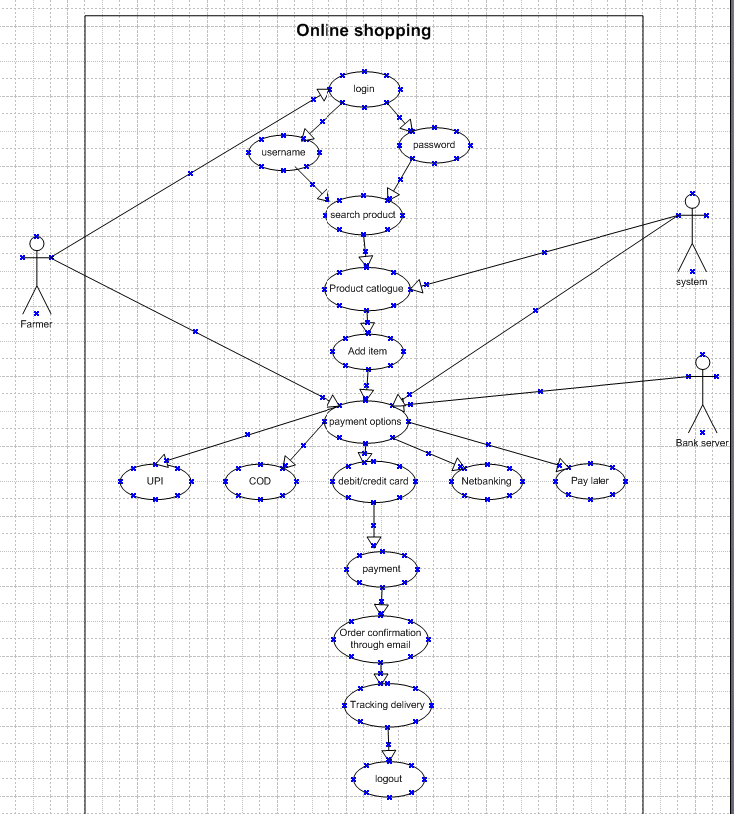 Online shopping
login
username
password
search product
Product catlogue
Add item
payment options
UPI
COD
debit/credit card
Netbanking
Pay later
payment
Order confirmation
through email
Tracking delivery
logout
Farmer
system
Bank server